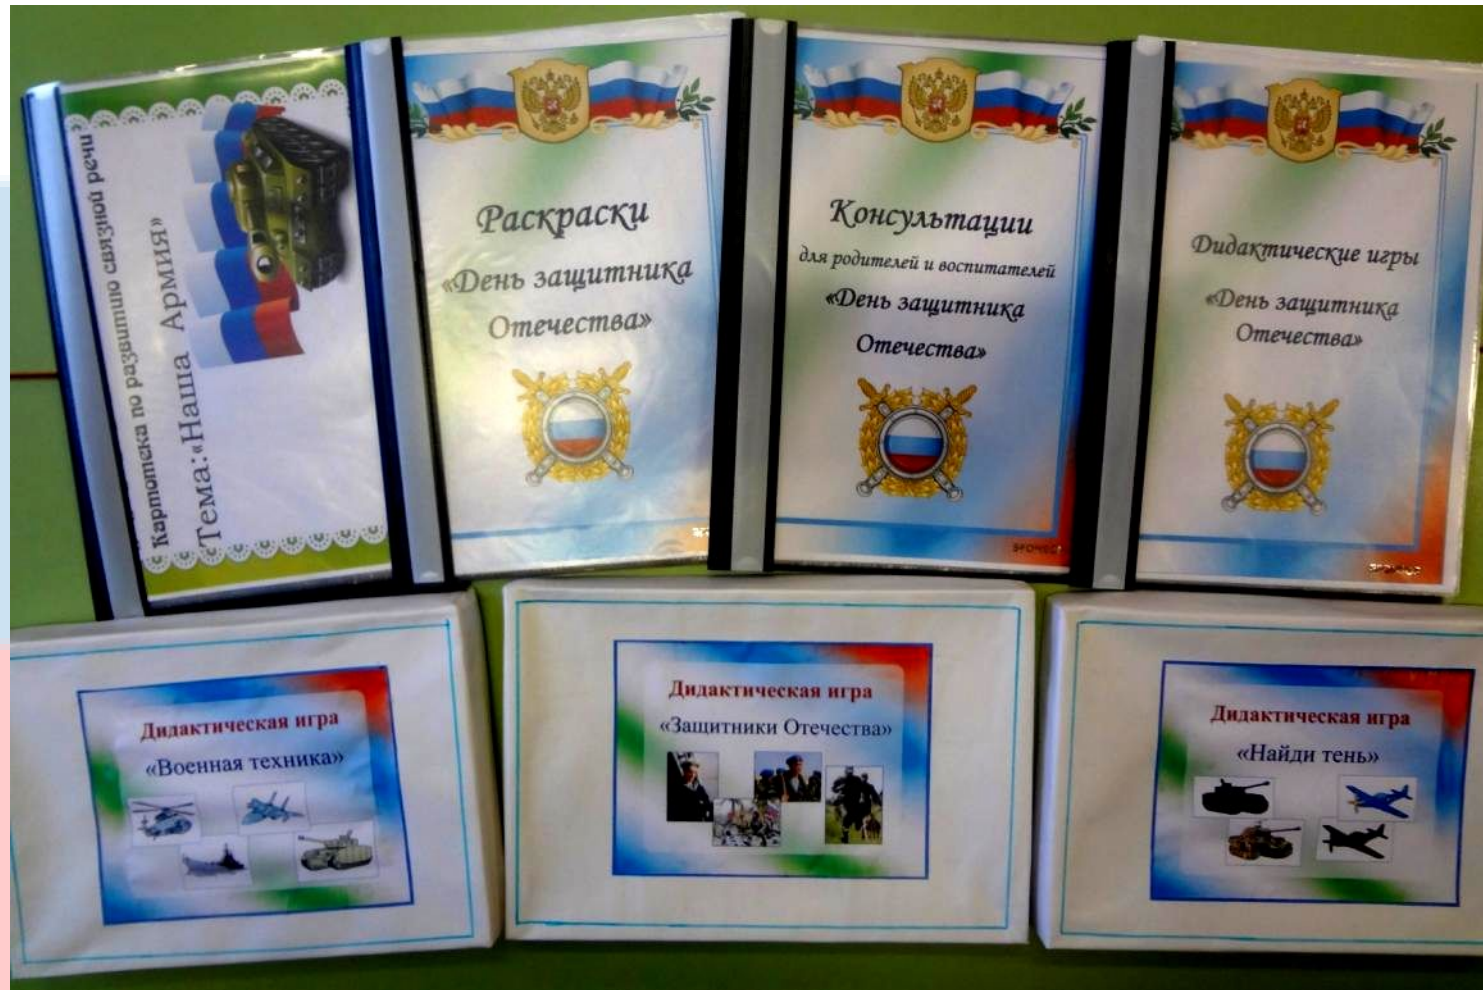 Картотека по развитию связной речи
Тема:«Наша Армия»
Раскраски
«День защитника
Отечества»
Консультации
для родителей и воспитателей
«День защитника
Отечества»
Дидактические игры
«День защитника
Отечества»
Дидактическая игра
«Военная техника»
Дидактическая игра
«Защитники Отечества»
Дидактическая игра
«Найди тень»